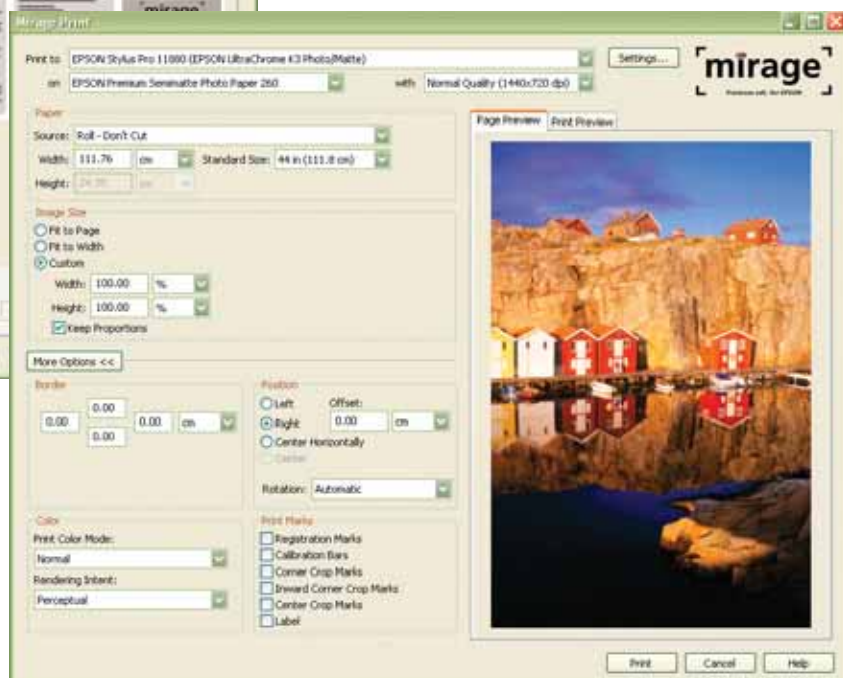 mirage
Mirage Print
Print to EPSON Stylus Pro 11880 (EPSON UltraChrome K3 Photo/Matte) Settings...
on EPSON Premium Semimatte Photo Paper 260 with Normal Quality (1440x720 dpi)
mirage
Paper
Source: Roll - Don't Cut
Width: 111.76 cm Standard Size: 44 in (111.8 cm)
Height: cm
Page Preview Print Preview
Image Size
Fit to Page
Fit to Width
Custom
Width: 100.00 %
Height: 100.00 %
Keep Proportions
More Options <<
Border
0.00
0.00 0.00 cm
0.00
Position
Left Offset:
Right 0.00 cm
Center Horizontally
Center
Rotation: Automatic
Color
Print Color Mode:
Normal
Rendering Intent:
Perceptual
Print Marks
Registration Marks
Calibration Bars
Corner Crop Marks
Inward Corner Crop Marks
Center Crop Marks
Label
Print Cancel Help